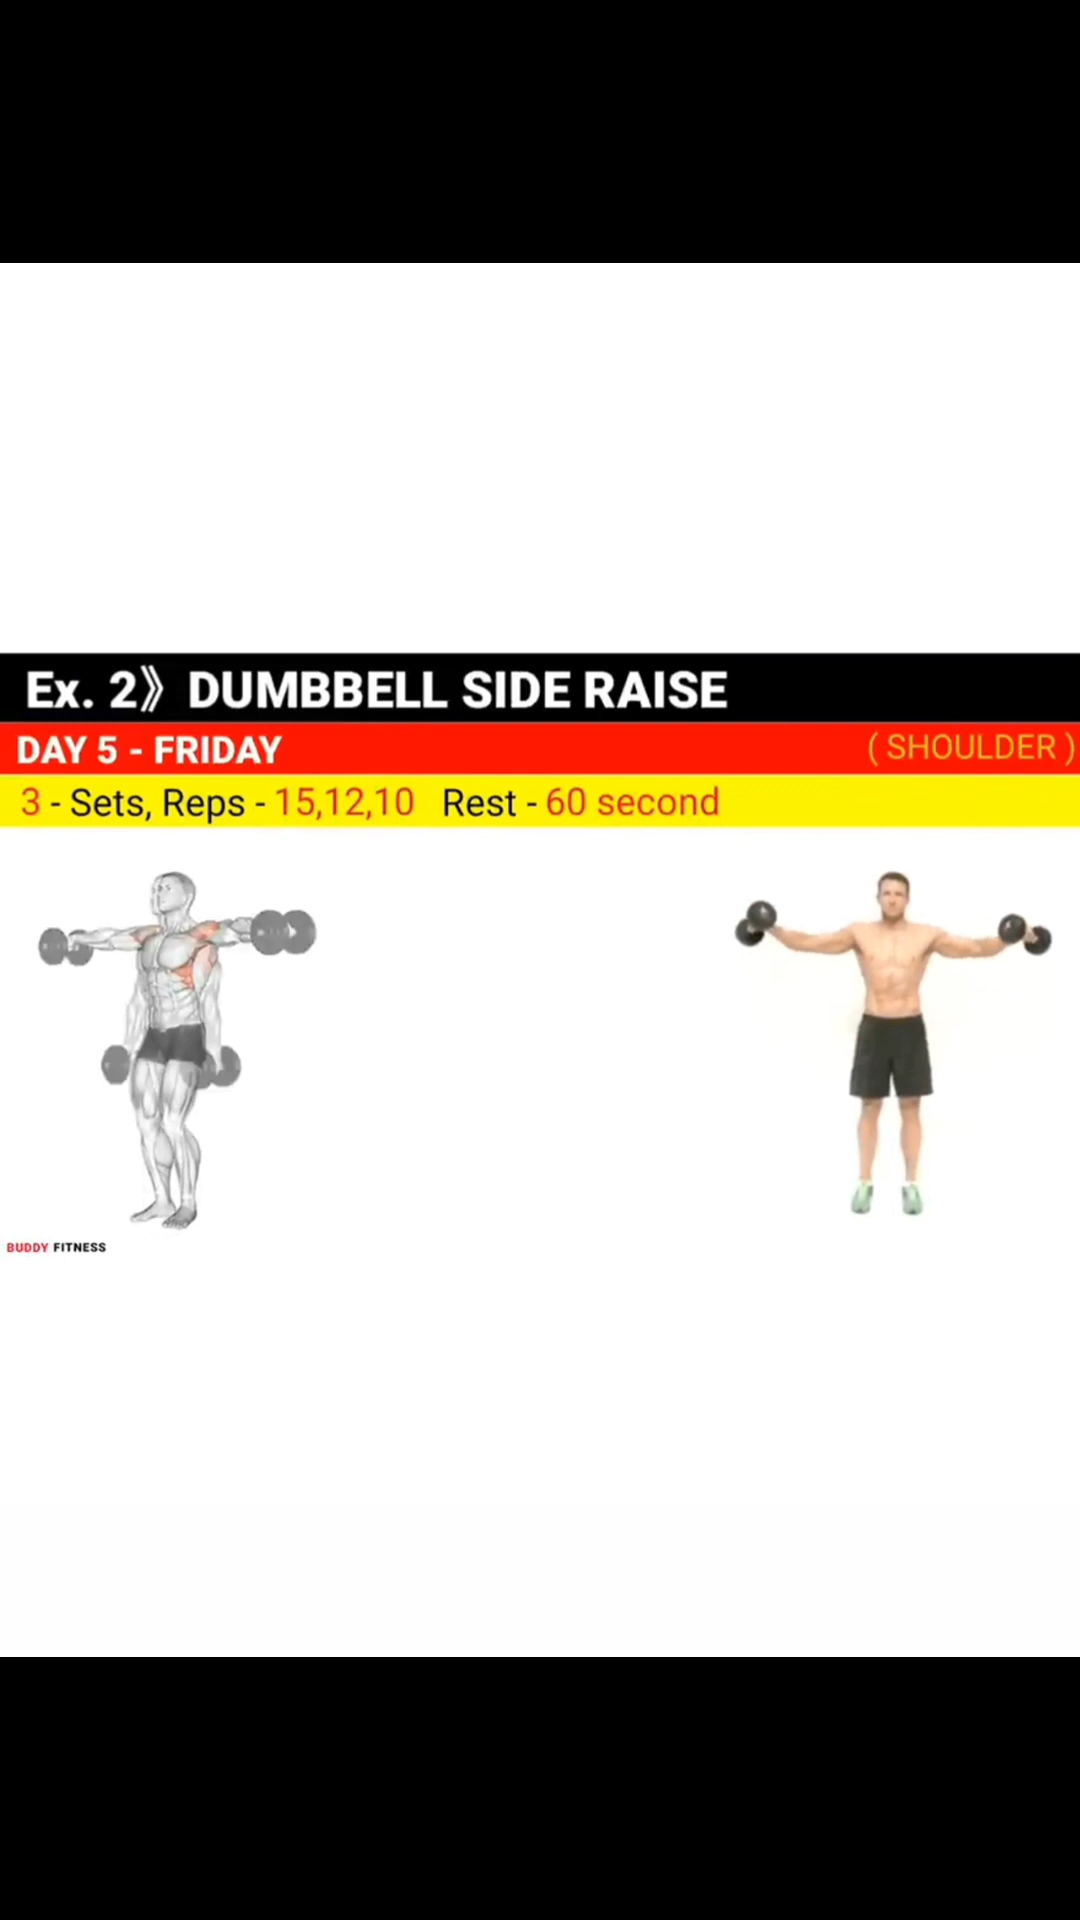 Ex. 2》 DUMBBELL SIDE RAISE
DAY 5 - FRIDAY ( SHOULDER )
3 - Sets, Reps - 15,12,10 Rest - 60 second
BUDDY FITNESS